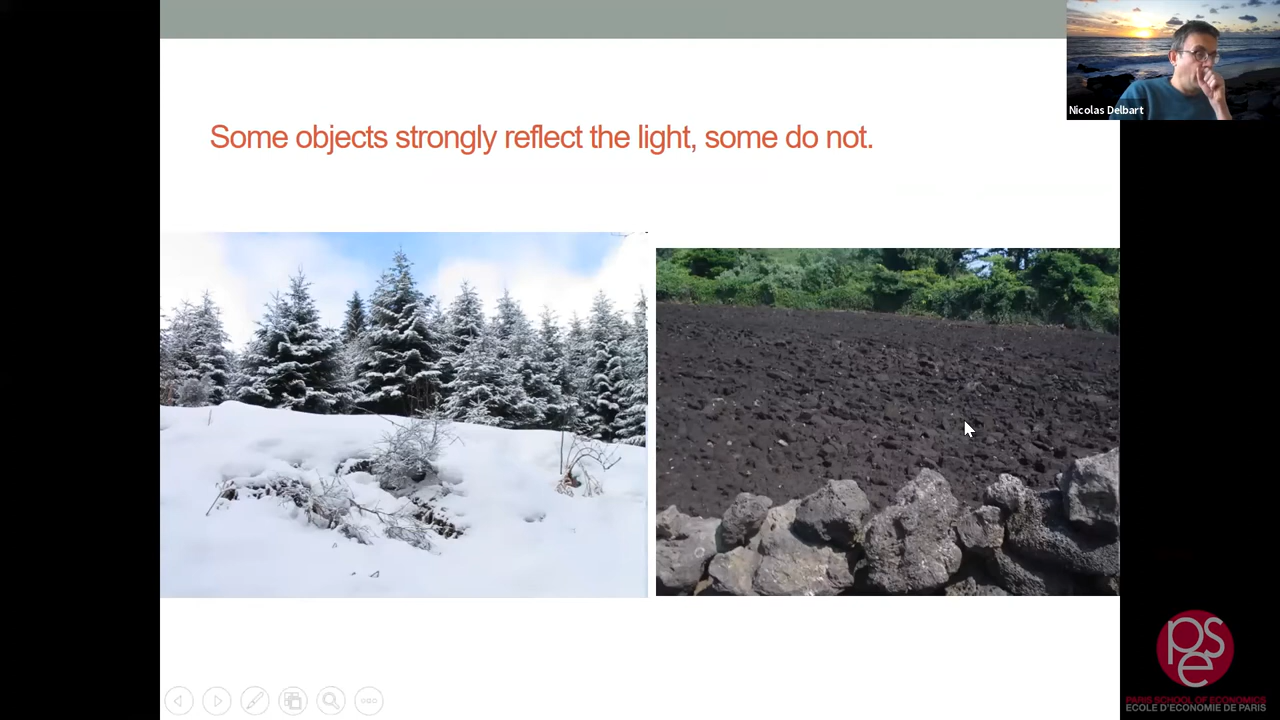 Nicolas Delbart
Some objects strongly reflect the light, some do not.
pse
PARIS SCHOOL OF ECONOMICS
ECOLE D'ECONOMIE DE PARIS